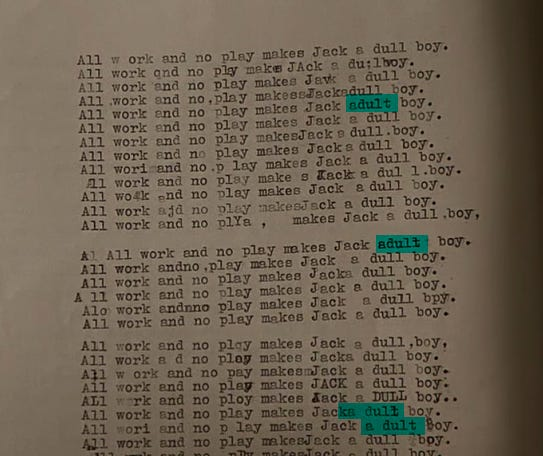 All w ork and no play makes Jack a dull boy.
All work and no play makes JAck a du;lboy.
All work and no play makes Javk a dull boy.
All .work and no ,play makessJackadull boy.
All work and no play makes Jack adult boy.
All work and no play makes Jack a dull boy.
All work and no play makesJack a dull.boy.
All work and no play makes Jacka dull boy.
All wori and no .p lay makes Jack a dull boy.
All work and no play make s Xack a dul l.boy.
All wo4k and no play makes Jack a dull boy.
All work ajd no play makesJack a dull boy.
All work and no plYa , makes Jack a dull .boy,
Al All work and no play makes Jack adult boy.
All work andno ,play makes Jack a dull boy.
All work and no play makes Jacka dull boy.
A ll work and no play makes Jack a dull boy.
Alo work andnno play makes Jack a dull bpy.
All work and no play makes Jack a dull boy.
All work and no play makes Jack a dull ,boy,
All work a d no play makes Jacka dull boy.
All w ork and no pay makesmJack a dull boy.
All work and no play makes JACK a dull boy.
ALl work and no ploy makes Jack a DULL boy..
All work and no play makes Jacka dult boy.
All wori and no p lay makes Jack a dult boy.
All work and no play makesJack a dull boy.